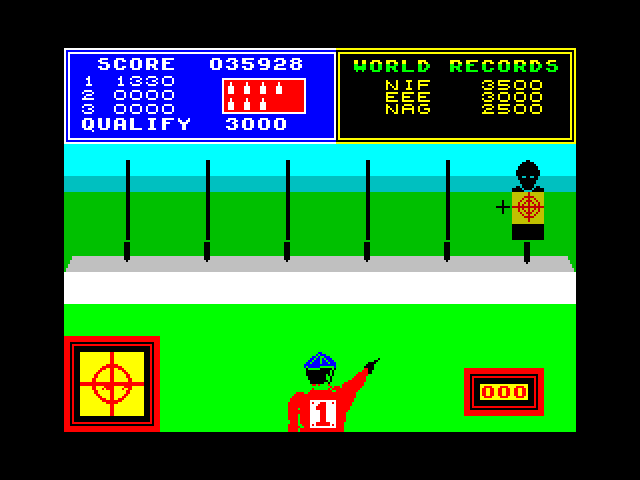 SCORE 035928
1 1330
2 0000
3 0000
QUALIFY 3000
WORLD RECORDS
NIF 3500
EEE 3000
NAG 2500
000
1